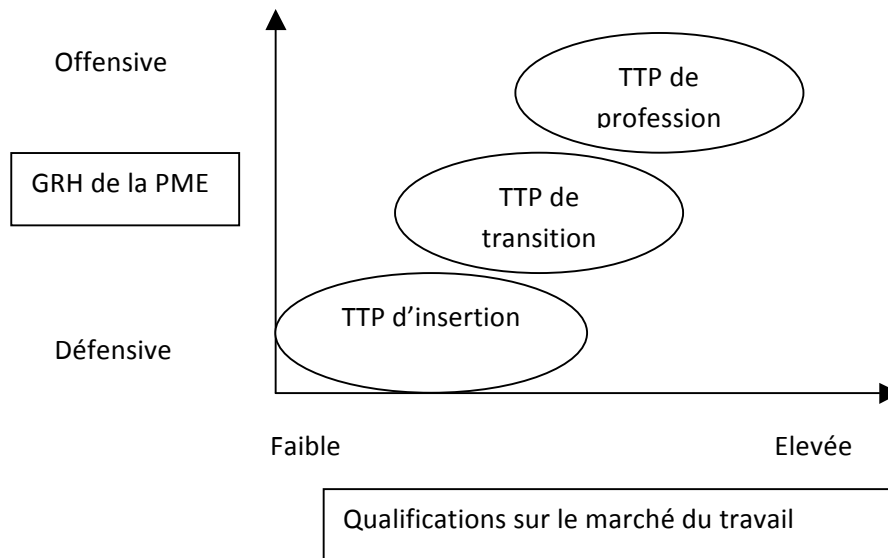 Offensive
TTP de
profession
GRH de la PME
TTP de
transition
TTP d’insertion
Défensive
Faible
Elevée
Qualifications sur le marché du travail